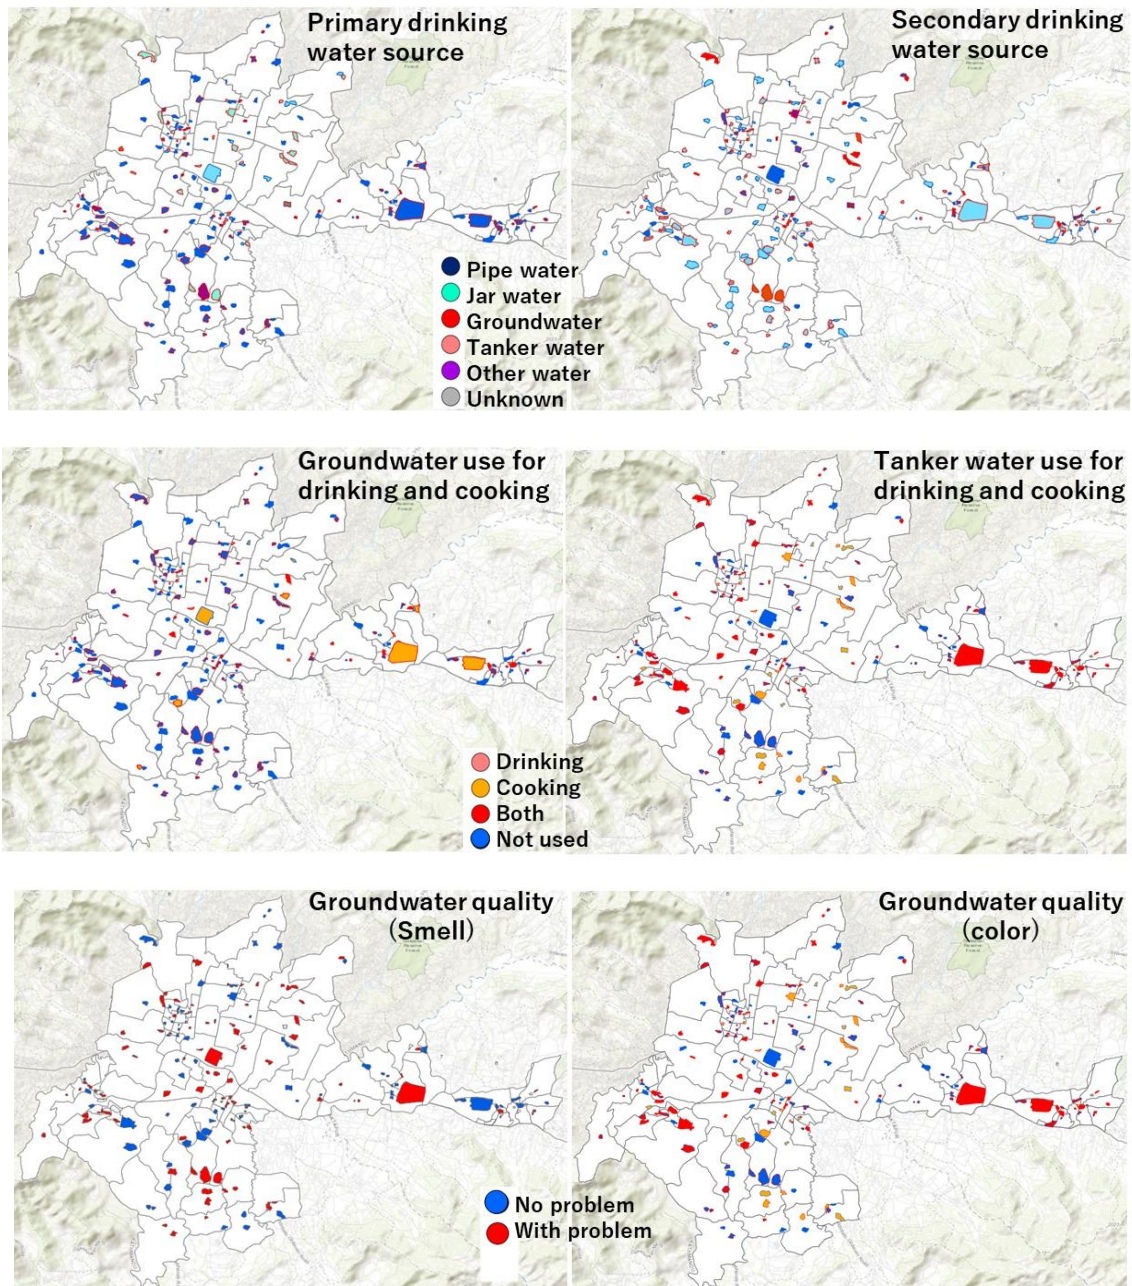 Primary drinking
water source
Secondary drinking
water source
Pipe water
Jar water
Groundwater
Tanker water
Other water
Unknown
Groundwater use for
drinking and cooking
Tanker water use for
drinking and cooking
Drinking
Cooking
Both
Not used
Groundwater quality
(Smell)
Groundwater quality
(color)
No problem
With problem